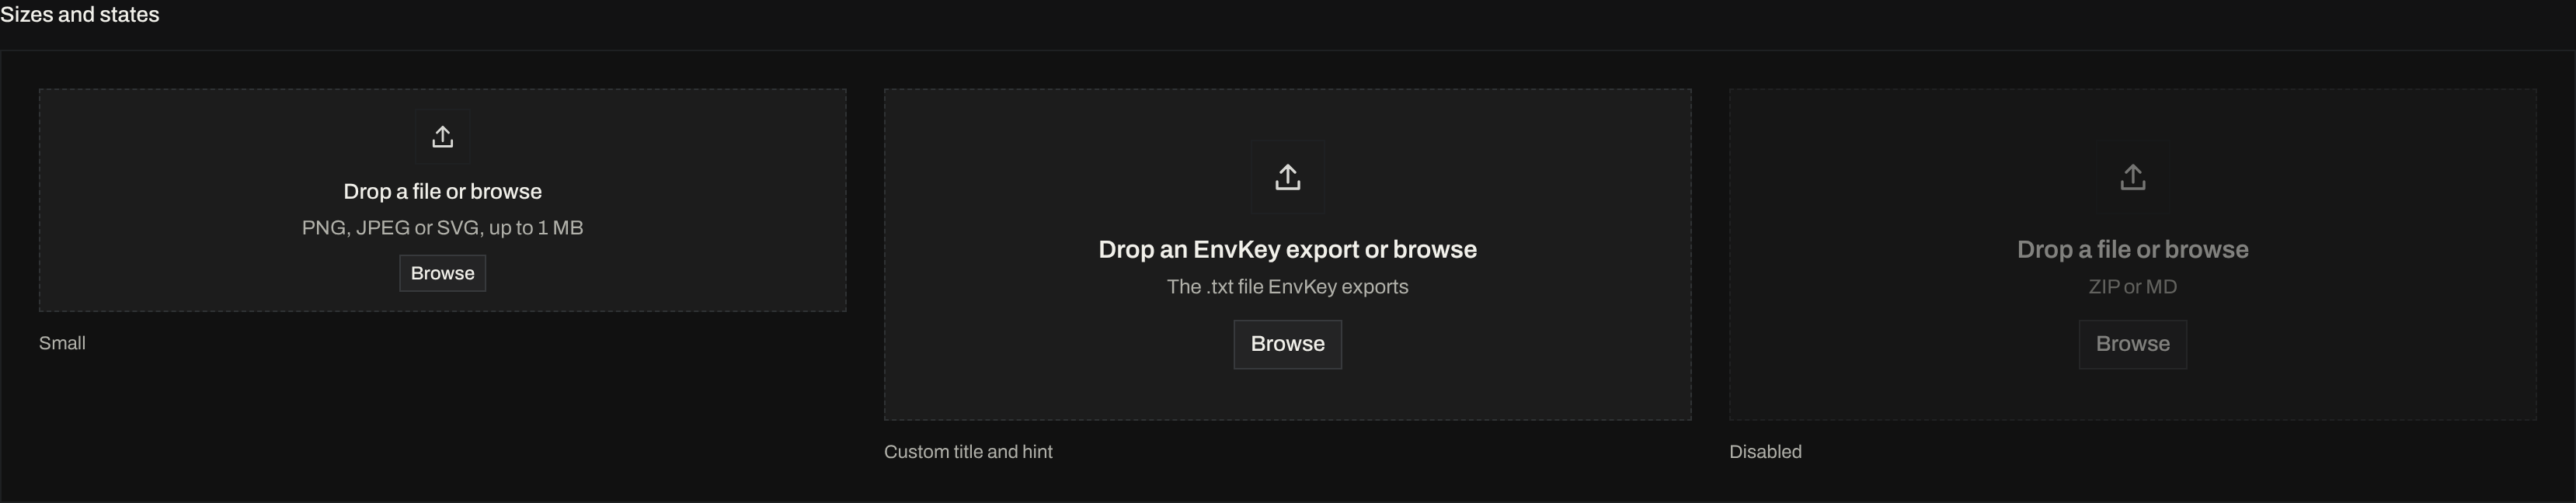 Sizes and states
Drop a file or browse
PNG, JPEG or SVG, up to 1 MB
Browse
Small
Drop an EnvKey export or browse
The .txt file EnvKey exports
Browse
Custom title and hint
Drop a file or browse
ZIP or MD
Browse
Disabled